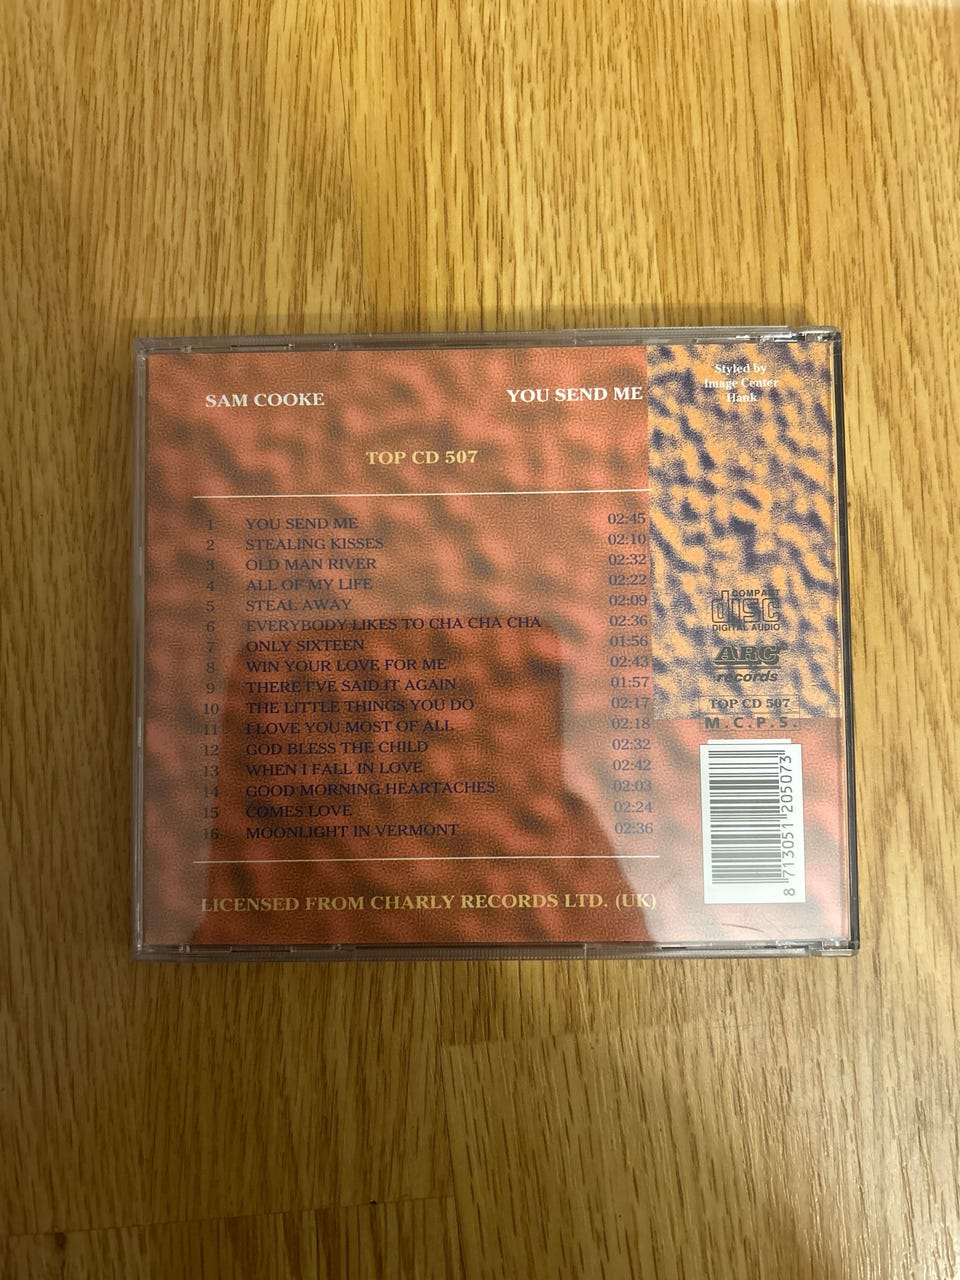 SAM COOKE YOU SEND ME
TOP CD 507
1 YOU SEND ME 02:45
2 STEALING KISSES 02:10
3 OLD MAN RIVER 02:32
4 ALL OF MY LIFE 02:22
5 STEAL AWAY 02:09
6 EVERYBODY LIKES TO CHA CHA CHA 02:36
7 ONLY SIXTEEN 01:56
8 WIN YOUR LOVE FOR ME 02:43
9 THERE I'VE SAID IT AGAIN 01:57
10 THE LITTLE THINGS YOU DO 02:17
11 I LOVE YOU MOST OF ALL 02:18
12 GOD BLESS THE CHILD 02:32
13 WHEN I FALL IN LOVE 02:42
14 GOOD MORNING HEARTACHES 02:03
15 COMES LOVE 02:24
16 MOONLIGHT IN VERMONT 02:36
LICENSED FROM CHARLY RECORDS LTD. (UK)
Styled by
Image Center
Hank
COMPACT
disc
DIGITAL AUDIO
ARC
records
TOP CD 507
M.C.P.S.
8 713051 205073